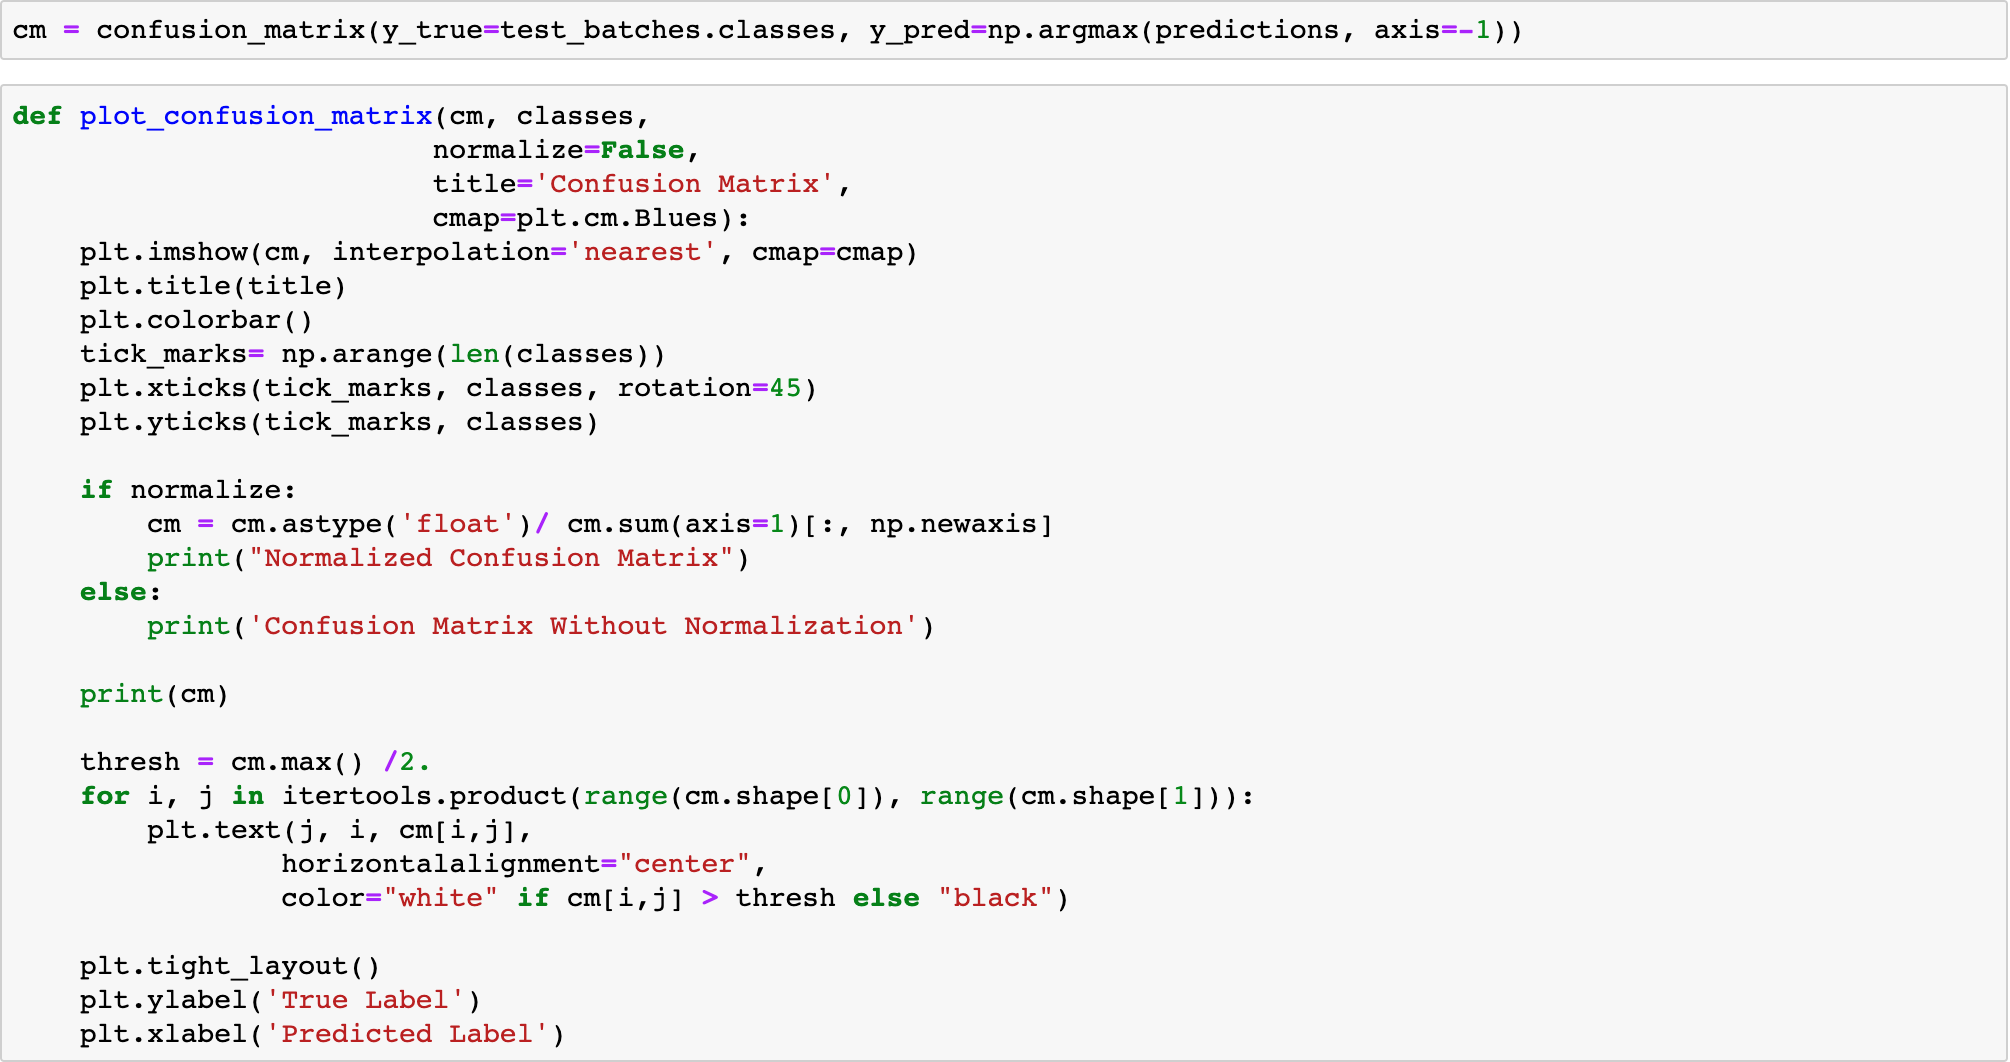 cm = confusion_matrix(y_true=test_batches.classes, y_pred=np.argmax(predictions, axis=-1))
def plot_confusion_matrix(cm, classes,
                         normalize=False,
                         title='Confusion Matrix',
                         cmap=plt.cm.Blues):
    plt.imshow(cm, interpolation='nearest', cmap=cmap)
    plt.title(title)
    plt.colorbar()
    tick_marks= np.arange(len(classes))
    plt.xticks(tick_marks, classes, rotation=45)
    plt.yticks(tick_marks, classes)

    if normalize:
        cm = cm.astype('float')/ cm.sum(axis=1)[:, np.newaxis]
        print("Normalized Confusion Matrix")
    else:
        print('Confusion Matrix Without Normalization')

    print(cm)

    thresh = cm.max() /2.
    for i, j in itertools.product(range(cm.shape[0]), range(cm.shape[1])):
        plt.text(j, i, cm[i,j],
                horizontalalignment="center",
                color="white" if cm[i,j] > thresh else "black")

    plt.tight_layout()
    plt.ylabel('True Label')
    plt.xlabel('Predicted Label')